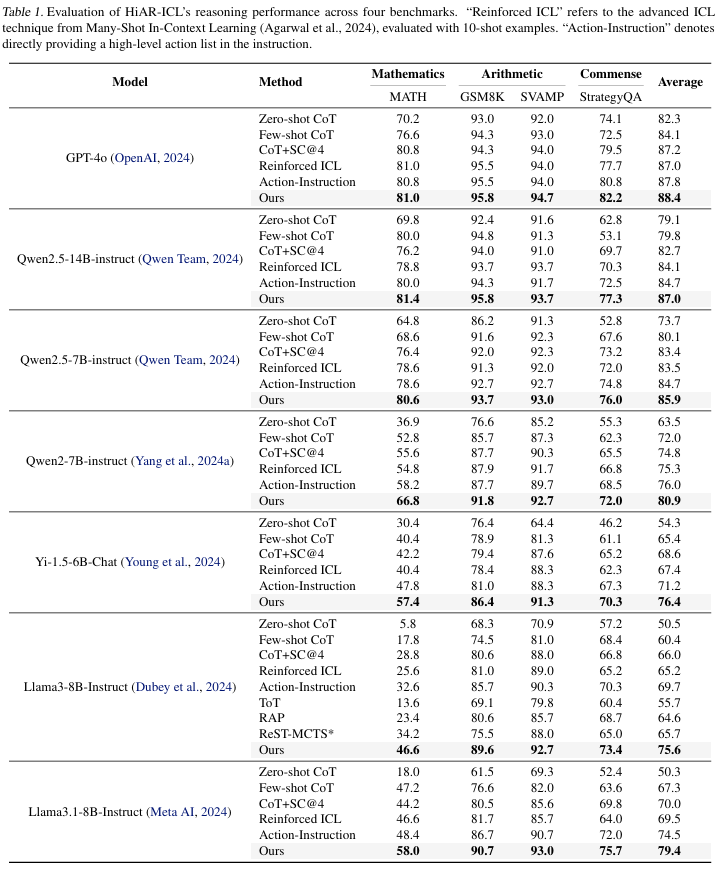 Table 1. Evaluation of HiAR-ICL's reasoning performance across four benchmarks. "Reinforced ICL" refers to the advanced ICL
technique from Many-Shot In-Context Learning (Agarwal et al., 2024), evaluated with 10-shot examples. "Action-Instruction" denotes
directly providing a high-level action list in the instruction.
Model Method Mathematics Arithmetic Commense Average
MATH GSM8K SVAMP StrategyQA
GPT-4o (OpenAI, 2024)
Zero-shot CoT 70.2 93.0 92.0 74.1 82.3
Few-shot CoT 76.6 94.3 93.0 72.5 84.1
CoT+SC@4 80.8 94.3 94.0 79.5 87.2
Reinforced ICL 81.0 95.5 94.0 77.7 87.0
Action-Instruction 80.8 95.5 94.0 80.8 87.8
Ours 81.0 95.8 94.7 82.2 88.4
Qwen2.5-14B-instruct (Qwen Team, 2024)
Zero-shot CoT 69.8 92.4 91.6 62.8 79.1
Few-shot CoT 80.0 94.8 91.3 53.1 79.8
CoT+SC@4 76.2 94.0 91.0 69.7 82.7
Reinforced ICL 78.8 93.7 93.7 70.3 84.1
Action-Instruction 80.0 94.3 91.7 72.5 84.7
Ours 81.4 95.8 93.7 77.3 87.0
Qwen2.5-7B-instruct (Qwen Team, 2024)
Zero-shot CoT 64.8 86.2 91.3 52.8 73.7
Few-shot CoT 68.6 91.6 92.3 67.6 80.1
CoT+SC@4 76.4 92.0 92.3 73.2 83.4
Reinforced ICL 78.6 91.3 92.0 72.0 83.5
Action-Instruction 78.6 92.7 92.7 74.8 84.7
Ours 80.6 93.7 93.0 76.0 85.9
Qwen2-7B-instruct (Yang et al., 2024a)
Zero-shot CoT 36.9 76.6 85.2 55.3 63.5
Few-shot CoT 52.8 85.7 87.3 62.3 72.0
CoT+SC@4 55.6 87.7 90.3 65.5 74.8
Reinforced ICL 54.8 87.9 91.7 66.8 75.3
Action-Instruction 58.2 87.7 89.7 68.5 76.0
Ours 66.8 91.8 92.7 72.0 80.9
Yi-1.5-6B-Chat (Young et al., 2024)
Zero-shot CoT 30.4 76.4 64.4 46.2 54.3
Few-shot CoT 40.4 78.9 81.3 61.1 65.4
CoT+SC@4 42.2 79.4 87.6 65.2 68.6
Reinforced ICL 40.4 78.4 88.3 62.3 67.4
Action-Instruction 47.8 81.0 88.3 67.3 71.2
Ours 57.4 86.4 91.3 70.3 76.4
Llama3-8B-Instruct (Dubey et al., 2024)
Zero-shot CoT 5.8 68.3 70.9 57.2 50.5
Few-shot CoT 17.8 74.5 81.0 68.4 60.4
CoT+SC@4 28.8 80.6 88.0 66.8 66.0
Reinforced ICL 25.6 81.0 89.0 65.2 65.2
Action-Instruction 32.6 85.7 90.3 70.3 69.7
ToT 13.6 69.1 79.8 60.4 55.7
RAP 23.4 80.6 85.7 68.7 64.6
ReST-MCTS* 34.2 75.5 88.0 65.0 65.7
Ours 46.6 89.6 92.7 73.4 75.6
Llama3.1-8B-Instruct (Meta AI, 2024)
Zero-shot CoT 18.0 61.5 69.3 52.4 50.3
Few-shot CoT 47.2 76.6 82.0 63.6 67.3
CoT+SC@4 44.2 80.5 85.6 69.8 70.0
Reinforced ICL 46.6 81.7 85.7 64.0 69.5
Action-Instruction 48.4 86.7 90.7 72.0 74.5
Ours 58.0 90.7 93.0 75.7 79.4